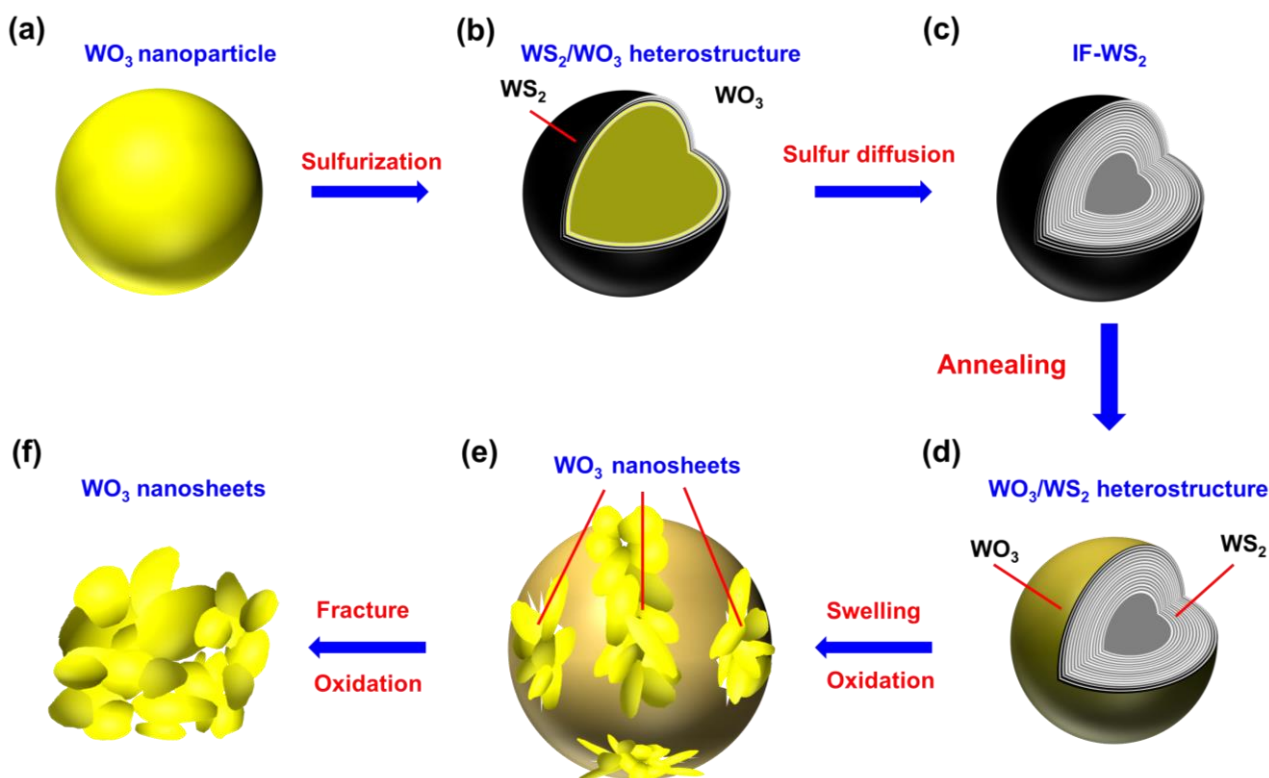 (a)
WO₃ nanoparticle
Sulfurization
(b)
WS₂/WO₃ heterostructure
WS₂
WO₃
Sulfur diffusion
(c)
IF-WS₂
Annealing
(d)
WO₃/WS₂ heterostructure
WO₃
WS₂
Swelling
Oxidation
(e)
WO₃ nanosheets
Fracture
Oxidation
(f)
WO₃ nanosheets